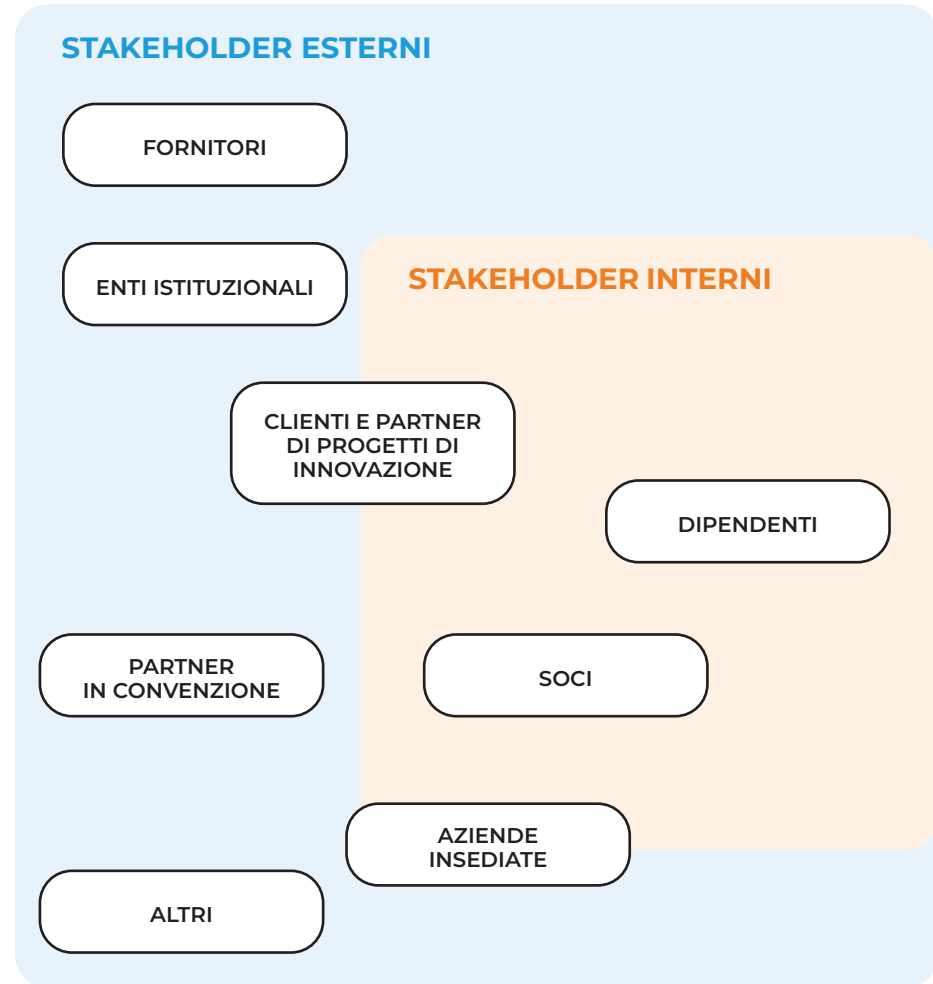 STAKEHOLDER ESTERNI
FORNITORI
ENTI ISTITUZIONALI
STAKEHOLDER INTERNI
CLIENTI E PARTNER
DI PROGETTI DI
INNOVAZIONE
DIPENDENTI
PARTNER
IN CONVENZIONE
SOCI
AZIENDE
INSEDIATE
ALTRI